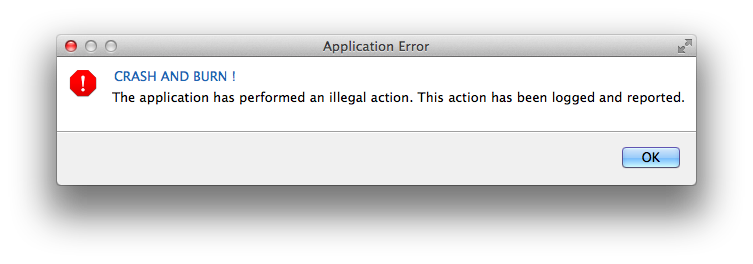 Application Error
CRASH AND BURN !
The application has performed an illegal action. This action has been logged and reported.
OK